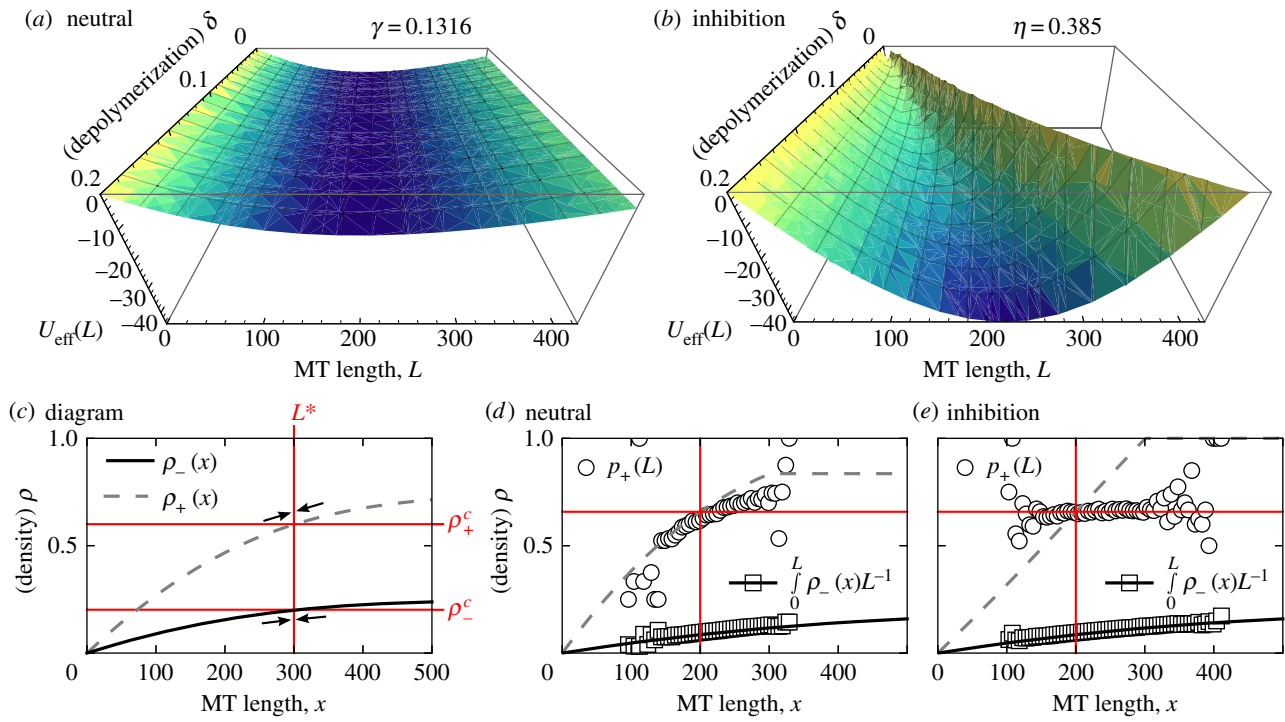 (a) neutral
γ = 0.1316
(depolymerization) δ
0
0.1
0.2
0
−10
−20
−30
−40
U_eff(L)
0 100 200 300 400
MT length, L
(b) inhibition
η = 0.385
(depolymerization) δ
0
0.1
0.2
0
−10
−20
−30
−40
U_eff(L)
0 100 200 300 400
MT length, L
(c) diagram
L*
(density) ρ
1.0
0.5
ρ_− (x)
ρ_+ (x)
ρ_+^c
ρ_−^c
0 100 200 300 400 500
MT length, x
(d) neutral
(density) ρ
1.0
0.5
p_+(L)
∫_0^L ρ_− (x)L^−1
0 100 200 300 400
MT length, x
(e) inhibition
(density) ρ
1.0
0.5
p_+(L)
∫_0^L ρ_− (x)L^−1
0 100 200 300 400
MT length, x